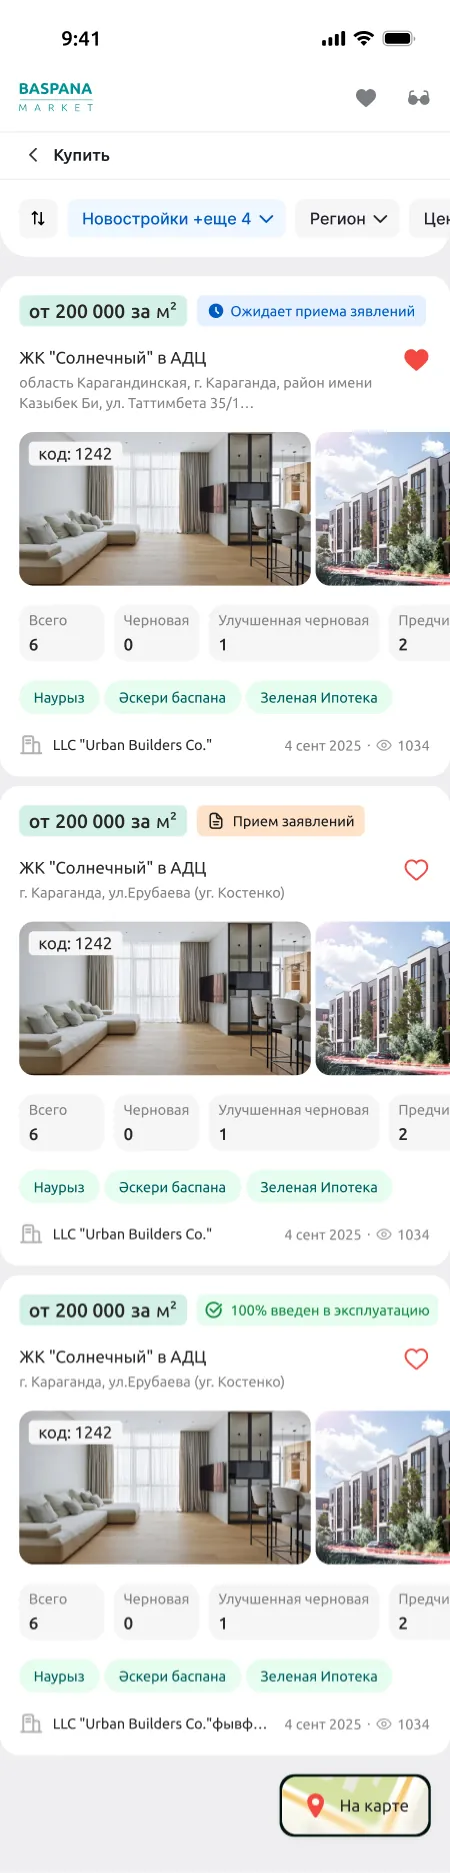 9:41
BASPANA
MARKET
Купить
Новостройки +еще 4
Регион
Цен
от 200 000 за м²
Ожидает приема зявлений
ЖК "Солнечный" в АДЦ
область Карагандинская, г. Караганда, район имени
Казыбек Би, ул. Таттимбета 35/1...
код: 1242
Всего
Черновая
Улучшенная черновая
Предчи
6
0
1
2
Наурыз
Әскери баспана
Зеленая Ипотека
LLC "Urban Builders Co."
4 сент 2025 · 1034
от 200 000 за м²
Прием заявлений
ЖК "Солнечный" в АДЦ
г. Караганда, ул.Ерубаева (уг. Костенко)
код: 1242
Всего
Черновая
Улучшенная черновая
Предчи
6
0
1
2
Наурыз
Әскери баспана
Зеленая Ипотека
LLC "Urban Builders Co."
4 сент 2025 · 1034
от 200 000 за м²
100% введен в эксплуатацию
ЖК "Солнечный" в АДЦ
г. Караганда, ул.Ерубаева (уг. Костенко)
код: 1242
Всего
Черновая
Улучшенная черновая
Предчи
6
0
1
2
Наурыз
Әскери баспана
Зеленая Ипотека
LLC "Urban Builders Co."фывф...
4 сент 2025 · 1034
На карте